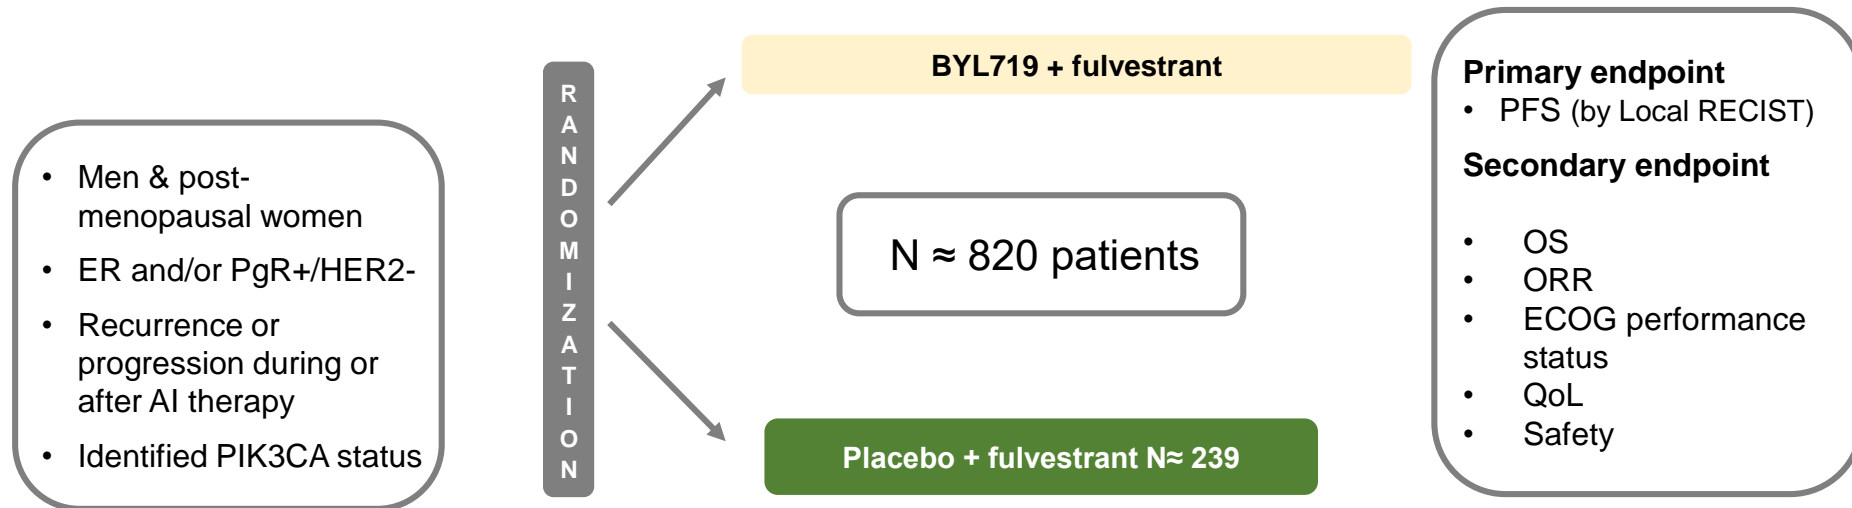 • Men & post-
menopausal women
• ER and/or PgR+/HER2-
• Recurrence or
progression during or
after AI therapy
• Identified PIK3CA status
RANDOMIZATION
BYL719 + fulvestrant
N ≈ 820 patients
Placebo + fulvestrant N≈ 239
Primary endpoint
• PFS (by Local RECIST)
Secondary endpoint
• OS
• ORR
• ECOG performance
status
• QoL
• Safety